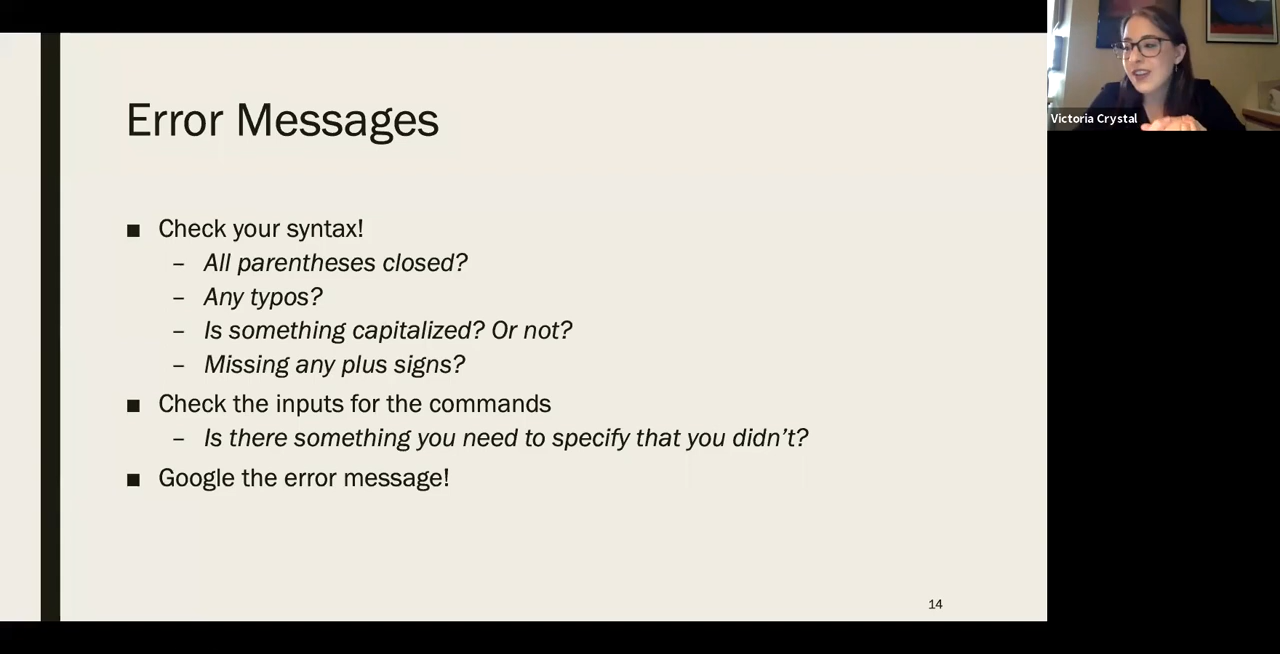 Error Messages
■ Check your syntax!
– All parentheses closed?
– Any typos?
– Is something capitalized? Or not?
– Missing any plus signs?
■ Check the inputs for the commands
– Is there something you need to specify that you didn't?
■ Google the error message!
14
Victoria Crystal